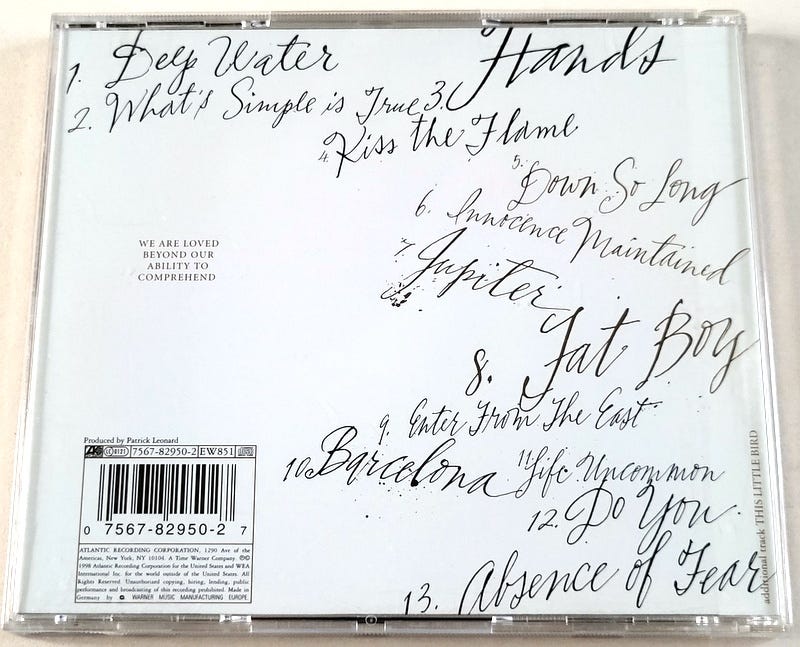 1. Deep Water
2. What's Simple is True
3. Hands
4. Kiss the Flame
5. Down So Long
6. Innocence Maintained
7. Jupiter
8. Fat Boy
9. Enter From The East
10. Barcelona
11. Life Uncommon
12. Do You
13. Absence of Fear
additional track THIS LITTLE BIRD
WE ARE LOVED
BEYOND OUR
ABILITY TO
COMPREHEND
Produced by Patrick Leonard
7567-82950-2 EW851
0 7567-82950-2 7
ATLANTIC RECORDING CORPORATION, 1290 Ave of the
Americas, New York, NY 10104. A Time Warner Company. ℗©
1998 Atlantic Recording Corporation for the United States and WEA
International Inc. for the world outside of the United States. All
Rights Reserved. Unauthorized copying, hiring, lending, public
performance and broadcasting of this recording prohibited. Made in
Germany by WARNER MUSIC MANUFACTURING EUROPE.